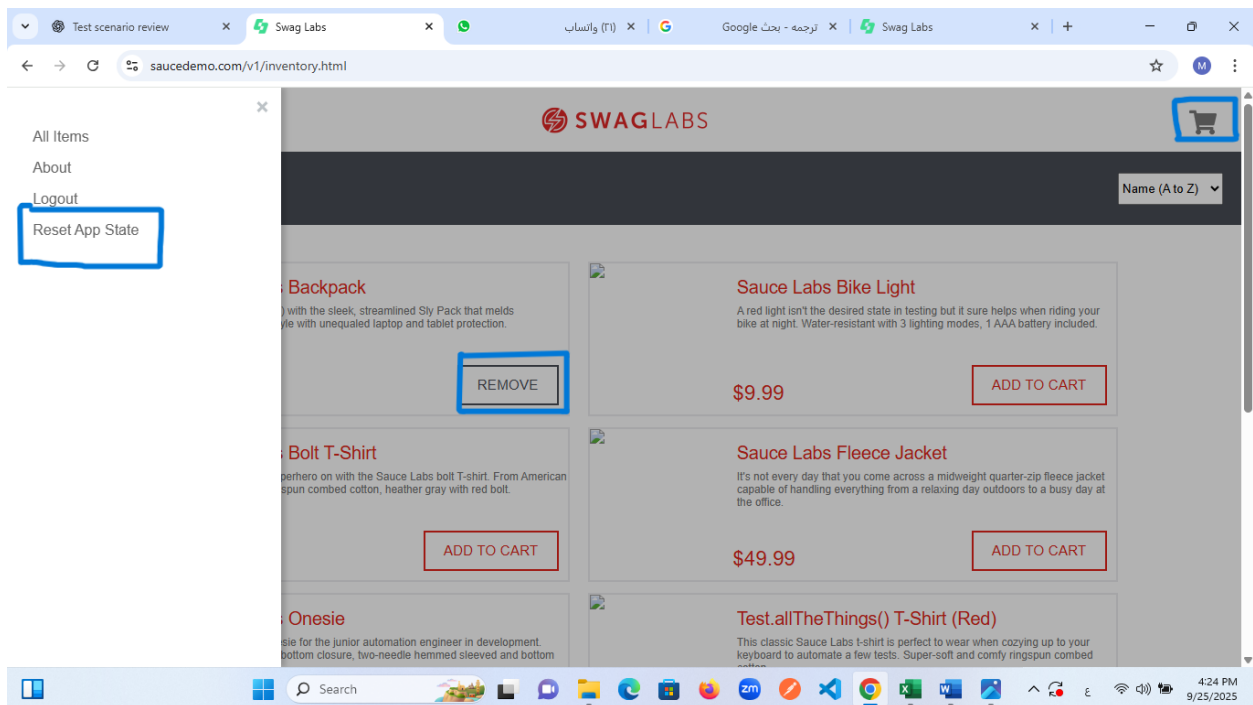 Test scenario review
Swag Labs
(٣١) واتساب
ترجمه - بحث Google
Swag Labs
saucedemo.com/v1/inventory.html
M
All Items
About
Logout
Reset App State
SWAGLABS
Name (A to Z)
Backpack
) with the sleek, streamlined Sly Pack that melds
yle with unequaled laptop and tablet protection.
REMOVE
Sauce Labs Bike Light
A red light isn't the desired state in testing but it sure helps when riding your
bike at night. Water-resistant with 3 lighting modes, 1 AAA battery included.
$9.99
ADD TO CART
Bolt T-Shirt
perhero on with the Sauce Labs bolt T-shirt. From American
spun combed cotton, heather gray with red bolt.
ADD TO CART
Sauce Labs Fleece Jacket
It's not every day that you come across a midweight quarter-zip fleece jacket
capable of handling everything from a relaxing day outdoors to a busy day at
the office.
$49.99
ADD TO CART
Onesie
sie for the junior automation engineer in development.
bottom closure, two-needle hemmed sleeved and bottom
Test.allTheThings() T-Shirt (Red)
This classic Sauce Labs t-shirt is perfect to wear when cozying up to your
keyboard to automate a few tests. Super-soft and comfy ringspun combed
Search
zm
ع
4:24 PM
9/25/2025